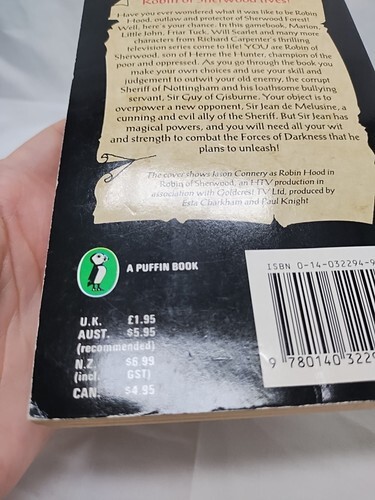 Robin of Sherwood lives!
Have you ever wondered what it was like to be Robin
Hood, outlaw and protector of Sherwood Forest?
Well, here's your chance. In this gamebook, Marion,
Little John, Friar Tuck, Will Scarlet and many more
characters from Richard Carpenter's thrilling
television series come to life! YOU are Robin of
Sherwood, son of Herne the Hunter, champion of the
poor and oppressed. As you go through the book you
make your own choices and use your skill and
judgement to outwit your old enemy, the corrupt
Sheriff of Nottingham and his loathsome bullying
servant, Sir Guy of Gisburne. Your object is to
overpower a new opponent, Sir Jean de Melusine, a
cunning and evil ally of the Sheriff. But Sir Jean has
magical powers, and you will need all your wit
and strength to combat the Forces of Darkness that he
plans to unleash!
The cover shows Jason Connery as Robin Hood in
Robin of Sherwood, an HTV production in
association with Goldcrest TV Ltd, produced by
Esta Charkham and Paul Knight
A PUFFIN BOOK
ISBN 0-14-032294-9
U.K. £1.95
AUST. $5.95
(recommended)
N.Z. $6.99
(incl. GST)
CAN. $4.95
9 780140 3229